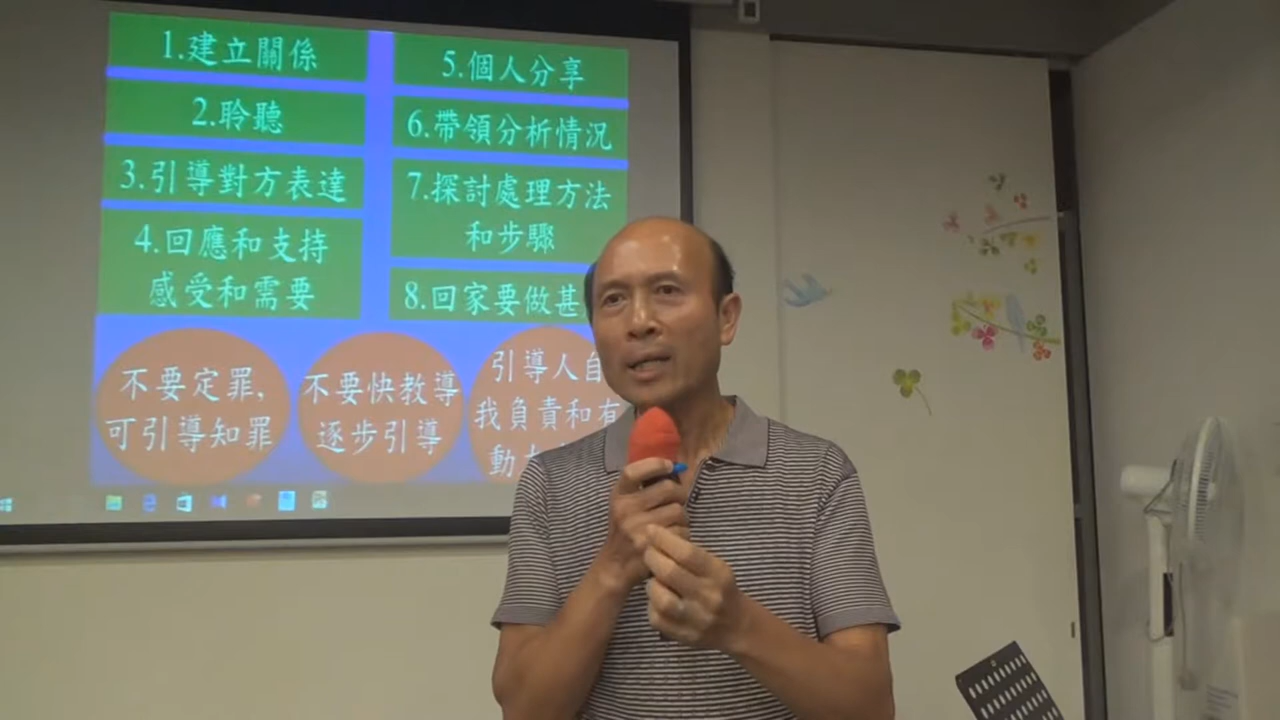 1.建立關係
2.聆聽
3.引導對方表達
4.回應和支持
感受和需要
5.個人分享
6.帶領分析情況
7.探討處理方法
和步驟
8.回家要做甚
不要定罪,
可引導知罪
不要快教導
逐步引導
引導人自
我負責和有
動